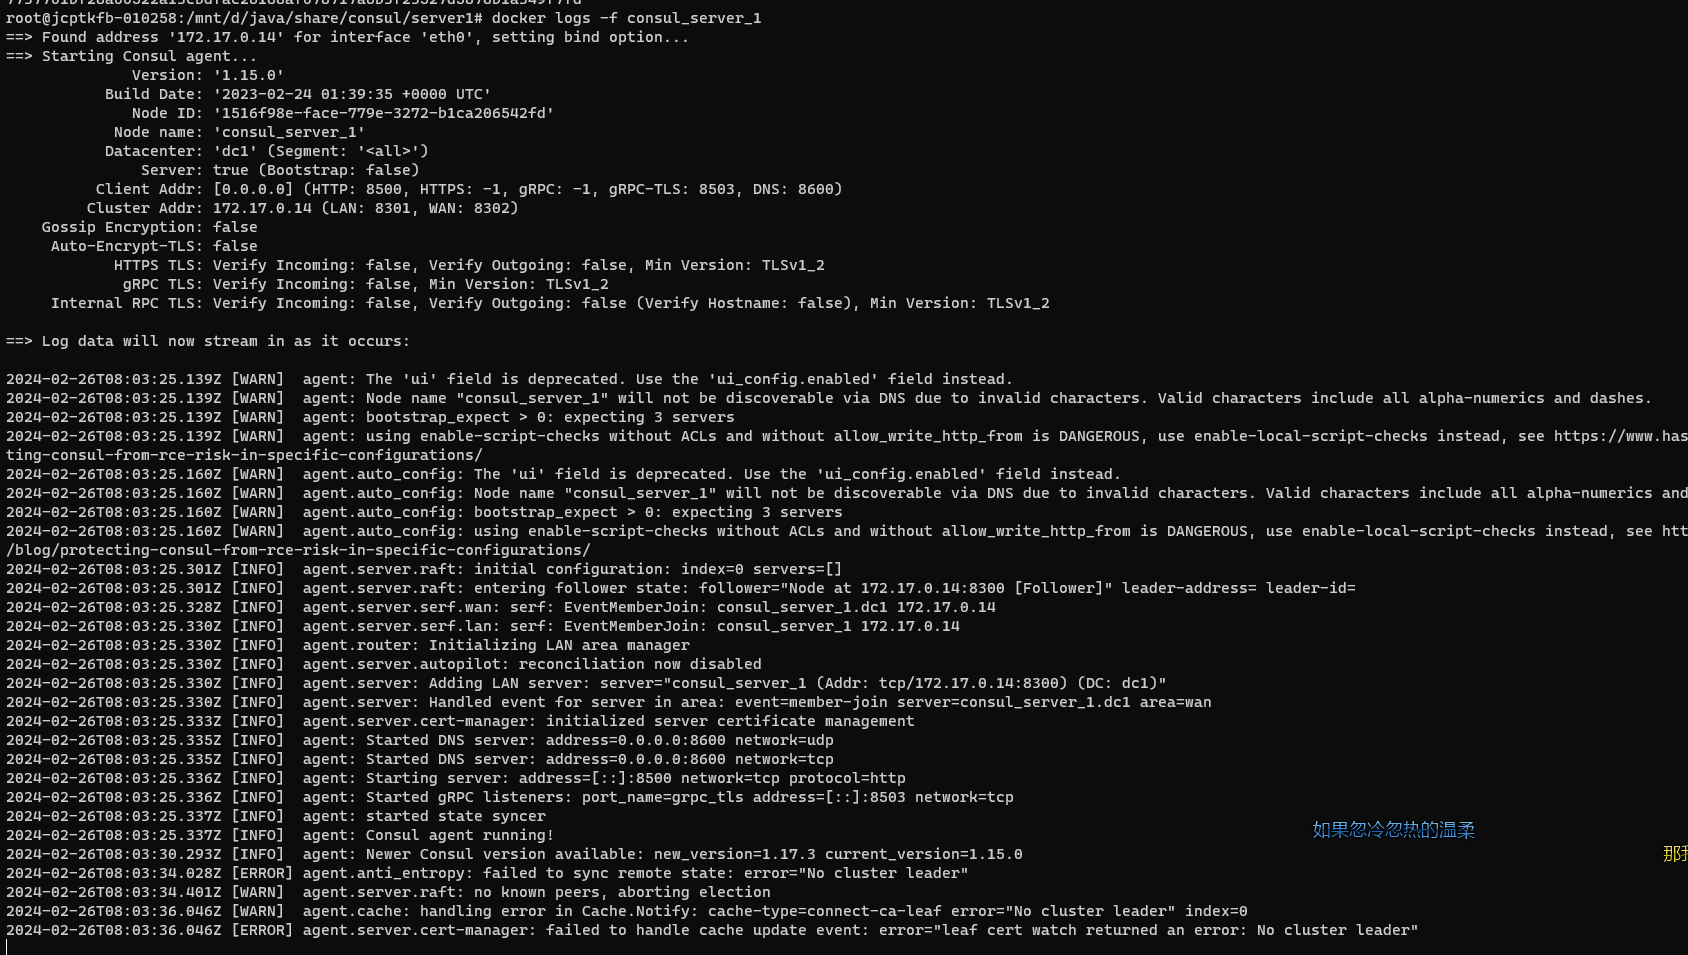 root@jcptkfb-010258:/mnt/d/java/share/consul/server1# docker logs -f consul_server_1
==> Found address '172.17.0.14' for interface 'eth0', setting bind option...
==> Starting Consul agent...
Version: '1.15.0'
Build Date: '2023-02-24 01:39:35 +0000 UTC'
Node ID: '1516f98e-face-779e-3272-b1ca206542fd'
Node name: 'consul_server_1'
Datacenter: 'dc1' (Segment: '<all>')
Server: true (Bootstrap: false)
Client Addr: [0.0.0.0] (HTTP: 8500, HTTPS: -1, gRPC: -1, gRPC-TLS: 8503, DNS: 8600)
Cluster Addr: 172.17.0.14 (LAN: 8301, WAN: 8302)
Gossip Encryption: false
Auto-Encrypt-TLS: false
HTTPS TLS: Verify Incoming: false, Verify Outgoing: false, Min Version: TLSv1_2
gRPC TLS: Verify Incoming: false, Min Version: TLSv1_2
Internal RPC TLS: Verify Incoming: false, Verify Outgoing: false (Verify Hostname: false), Min Version: TLSv1_2
==> Log data will now stream in as it occurs:
2024-02-26T08:03:25.139Z [WARN]  agent: The 'ui' field is deprecated. Use the 'ui_config.enabled' field instead.
2024-02-26T08:03:25.139Z [WARN]  agent: Node name "consul_server_1" will not be discoverable via DNS due to invalid characters. Valid characters include all alpha-numerics and dashes.
2024-02-26T08:03:25.139Z [WARN]  agent: bootstrap_expect > 0: expecting 3 servers
2024-02-26T08:03:25.139Z [WARN]  agent: using enable-script-checks without ACLs and without allow_write_http_from is DANGEROUS, use enable-local-script-checks instead, see https://www.has
ting-consul-from-rce-risk-in-specific-configurations/
2024-02-26T08:03:25.160Z [WARN]  agent.auto_config: The 'ui' field is deprecated. Use the 'ui_config.enabled' field instead.
2024-02-26T08:03:25.160Z [WARN]  agent.auto_config: Node name "consul_server_1" will not be discoverable via DNS due to invalid characters. Valid characters include all alpha-numerics and
2024-02-26T08:03:25.160Z [WARN]  agent.auto_config: bootstrap_expect > 0: expecting 3 servers
2024-02-26T08:03:25.160Z [WARN]  agent.auto_config: using enable-script-checks without ACLs and without allow_write_http_from is DANGEROUS, use enable-local-script-checks instead, see htt
/blog/protecting-consul-from-rce-risk-in-specific-configurations/
2024-02-26T08:03:25.301Z [INFO]  agent.server.raft: initial configuration: index=0 servers=[]
2024-02-26T08:03:25.301Z [INFO]  agent.server.raft: entering follower state: follower="Node at 172.17.0.14:8300 [Follower]" leader-address= leader-id=
2024-02-26T08:03:25.328Z [INFO]  agent.server.serf.wan: serf: EventMemberJoin: consul_server_1.dc1 172.17.0.14
2024-02-26T08:03:25.330Z [INFO]  agent.server.serf.lan: serf: EventMemberJoin: consul_server_1 172.17.0.14
2024-02-26T08:03:25.330Z [INFO]  agent.router: Initializing LAN area manager
2024-02-26T08:03:25.330Z [INFO]  agent.server.autopilot: reconciliation now disabled
2024-02-26T08:03:25.330Z [INFO]  agent.server: Adding LAN server: server="consul_server_1 (Addr: tcp/172.17.0.14:8300) (DC: dc1)"
2024-02-26T08:03:25.330Z [INFO]  agent.server: Handled event for server in area: event=member-join server=consul_server_1.dc1 area=wan
2024-02-26T08:03:25.333Z [INFO]  agent.server.cert-manager: initialized server certificate management
2024-02-26T08:03:25.335Z [INFO]  agent: Started DNS server: address=0.0.0.0:8600 network=udp
2024-02-26T08:03:25.335Z [INFO]  agent: Started DNS server: address=0.0.0.0:8600 network=tcp
2024-02-26T08:03:25.336Z [INFO]  agent: Starting server: address=[::]:8500 network=tcp protocol=http
2024-02-26T08:03:25.336Z [INFO]  agent: Started gRPC listeners: port_name=grpc_tls address=[::]:8503 network=tcp
2024-02-26T08:03:25.337Z [INFO]  agent: started state syncer
2024-02-26T08:03:25.337Z [INFO]  agent: Consul agent running!
如果忽冷忽热的温柔
2024-02-26T08:03:30.293Z [INFO]  agent: Newer Consul version available: new_version=1.17.3 current_version=1.15.0
那
2024-02-26T08:03:34.028Z [ERROR] agent.anti_entropy: failed to sync remote state: error="No cluster leader"
2024-02-26T08:03:34.401Z [WARN]  agent.server.raft: no known peers, aborting election
2024-02-26T08:03:36.046Z [WARN]  agent.cache: handling error in Cache.Notify: cache-type=connect-ca-leaf error="No cluster leader" index=0
2024-02-26T08:03:36.046Z [ERROR] agent.server.cert-manager: failed to handle cache update event: error="leaf cert watch returned an error: No cluster leader"